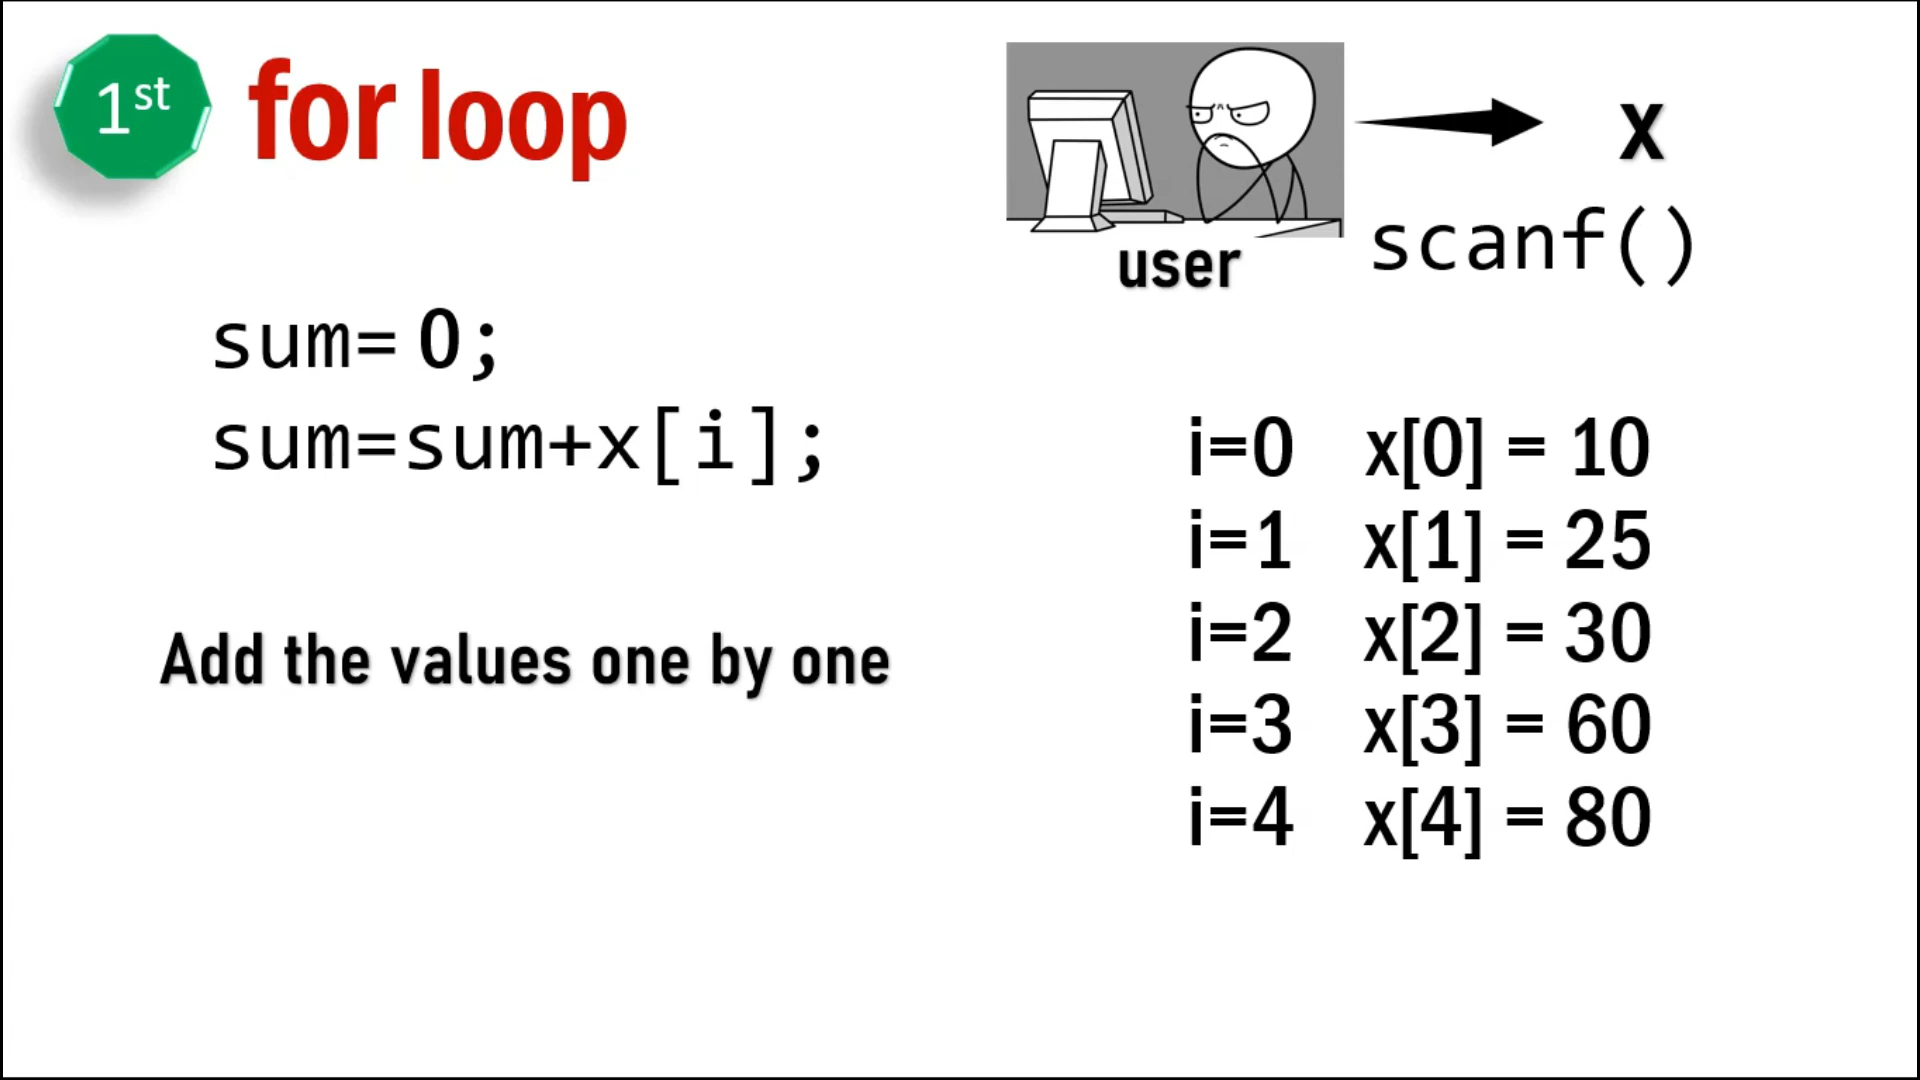 1st for loop
x
scanf()
user
sum= 0;
sum=sum+x[i];
Add the values one by one
i=0 x[0] = 10
i=1 x[1] = 25
i=2 x[2] = 30
i=3 x[3] = 60
i=4 x[4] = 80